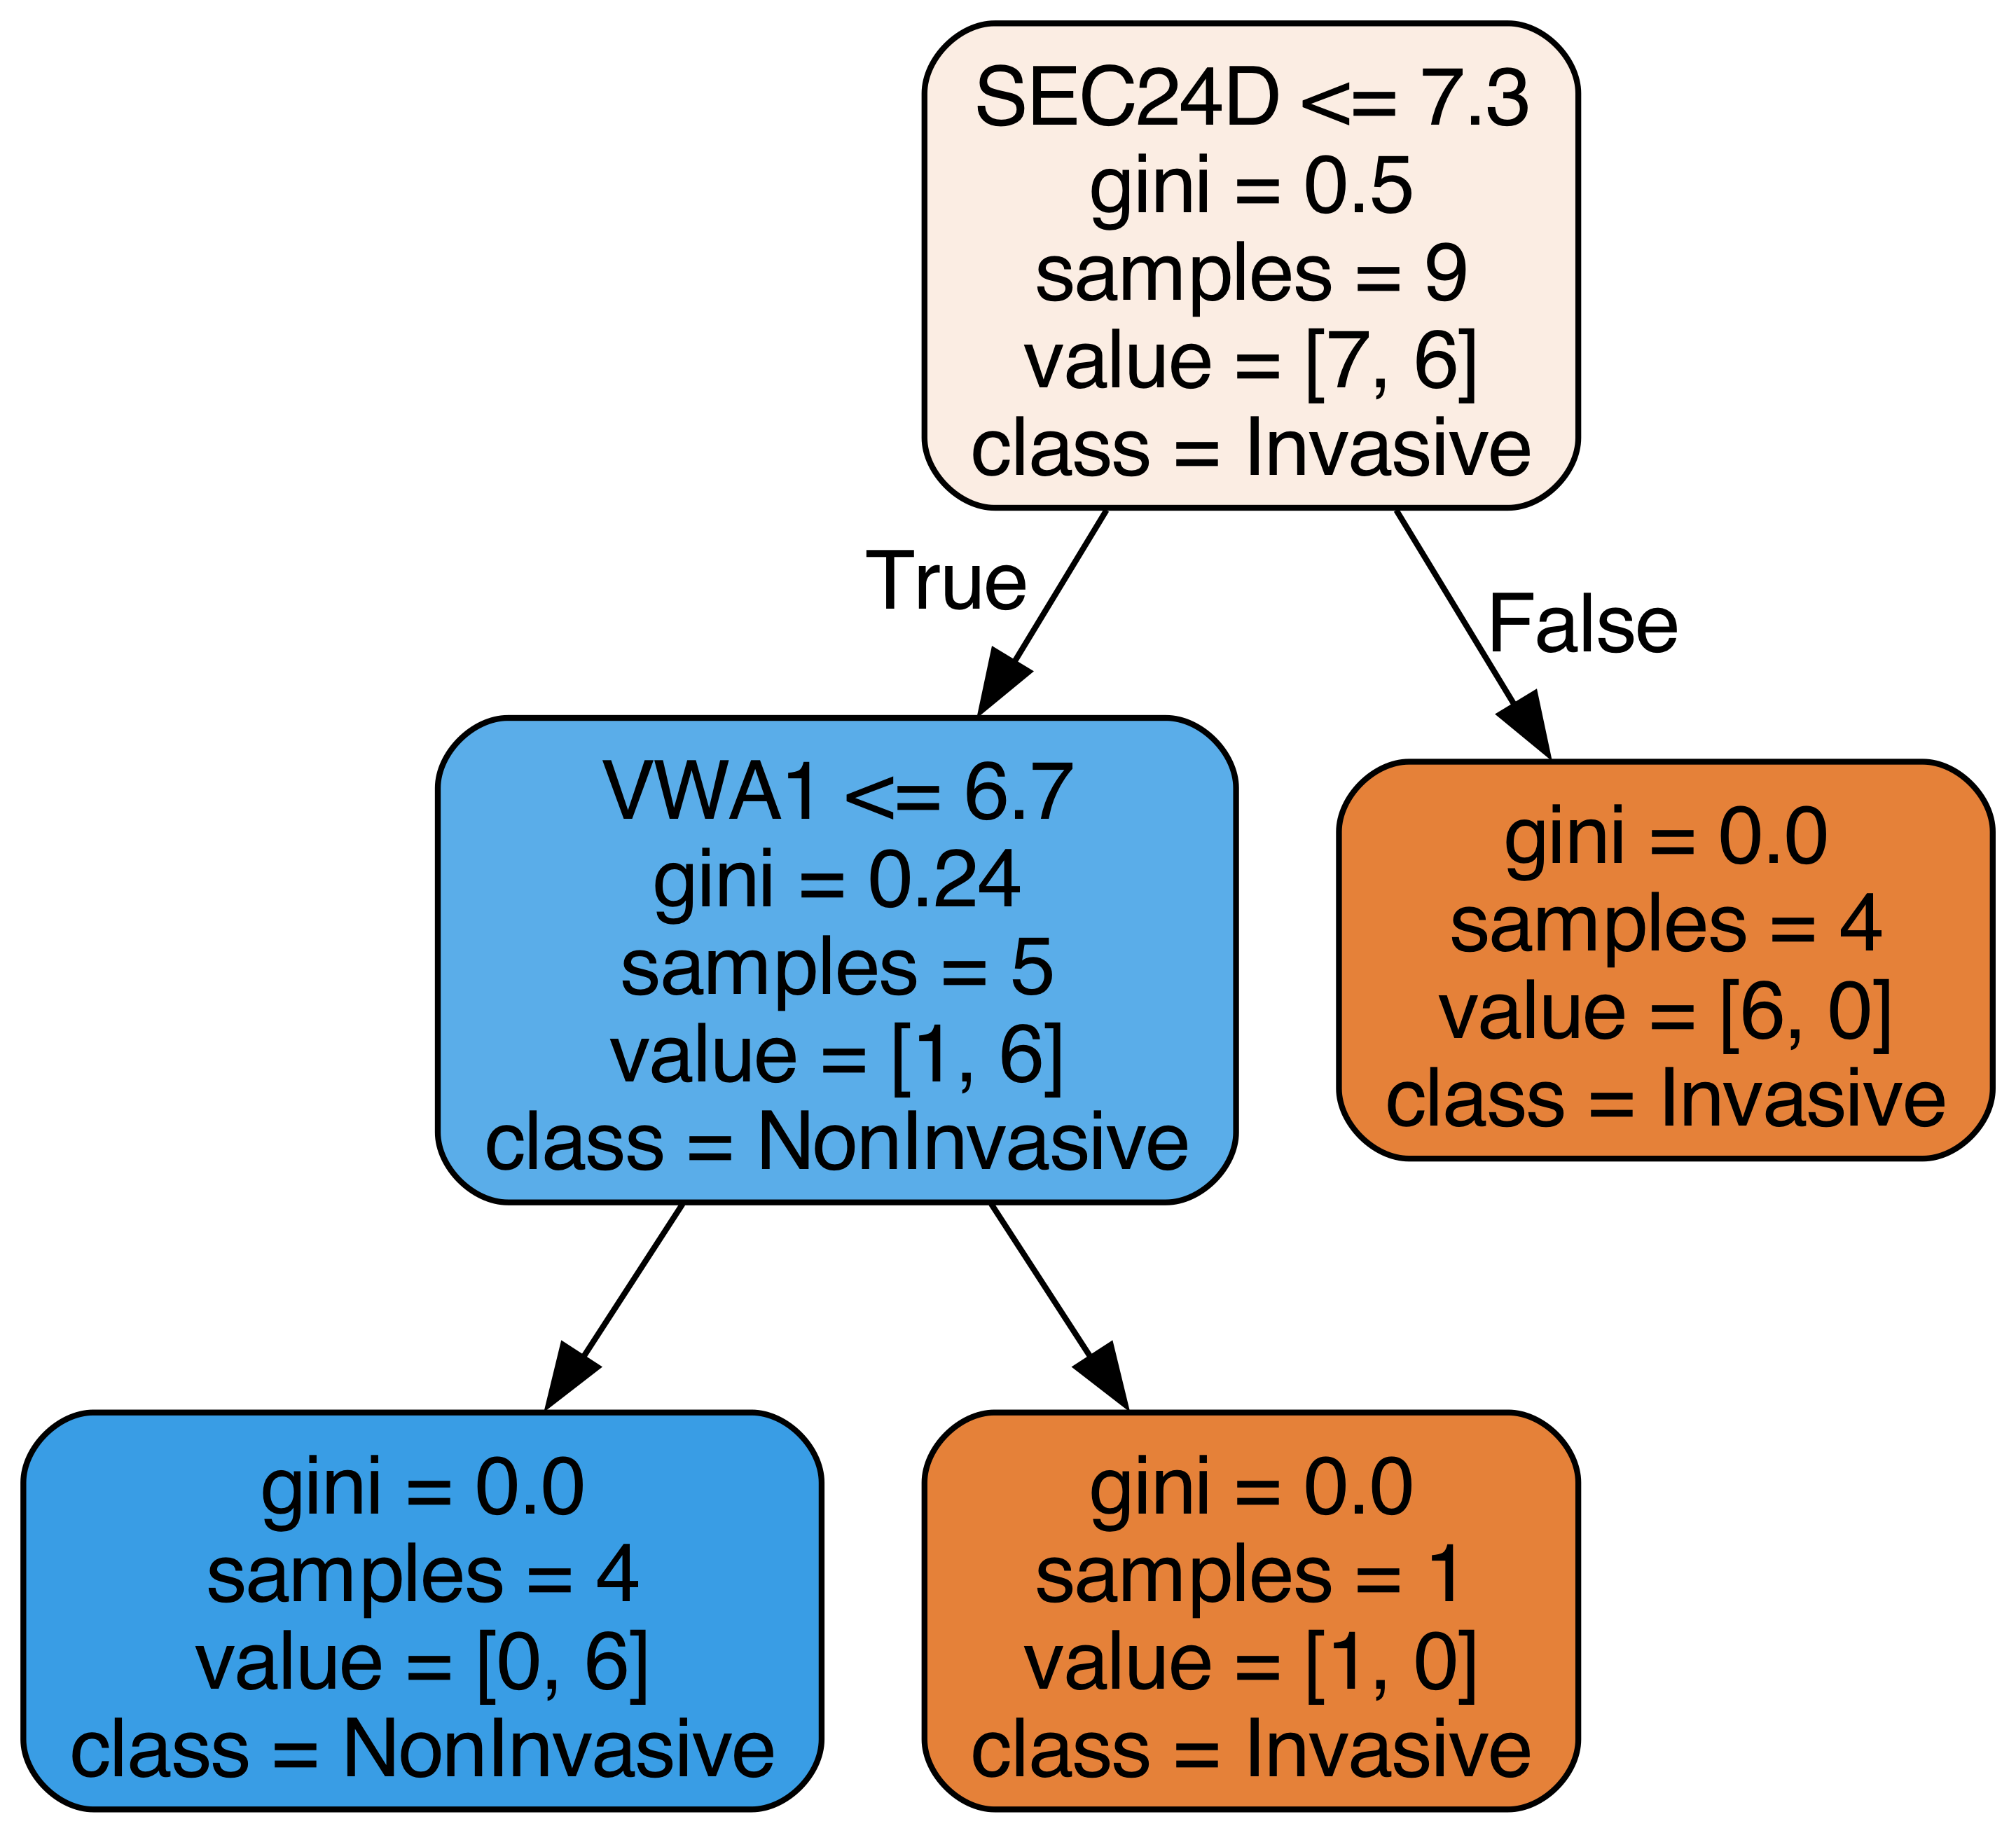 SEC24D <= 7.3
gini = 0.5
samples = 9
value = [7, 6]
class = Invasive
True
False
VWA1 <= 6.7
gini = 0.24
samples = 5
value = [1, 6]
class = NonInvasive
gini = 0.0
samples = 4
value = [6, 0]
class = Invasive
gini = 0.0
samples = 4
value = [0, 6]
class = NonInvasive
gini = 0.0
samples = 1
value = [1, 0]
class = Invasive